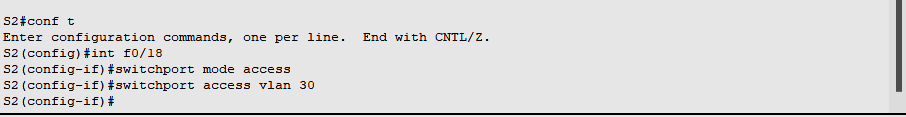 S2#conf t
Enter configuration commands, one per line.  End with CNTL/Z.
S2(config)#int f0/18
S2(config-if)#switchport mode access
S2(config-if)#switchport access vlan 30
S2(config-if)#